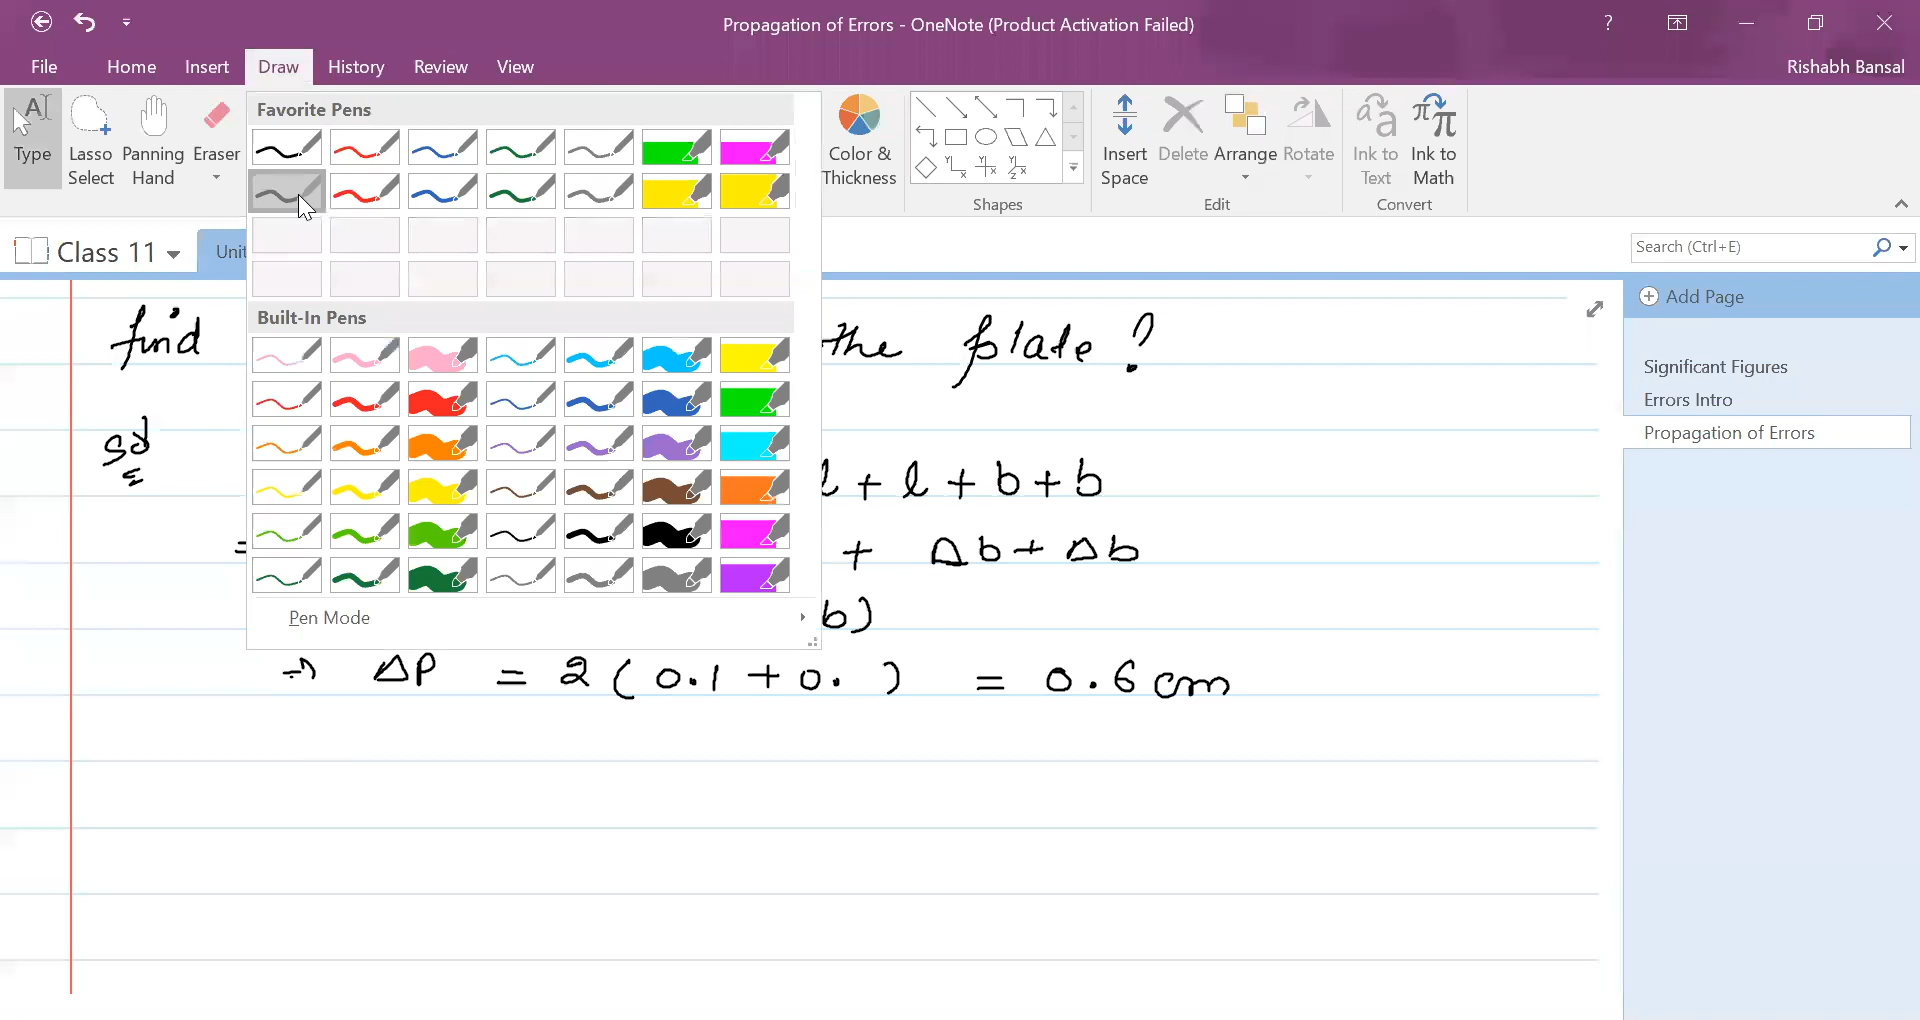 Propagation of Errors - OneNote (Product Activation Failed)
?
File Home Insert Draw History Review View Rishabh Bansal
Type
Lasso Select
Panning Hand
Eraser
Favorite Pens
Color & Thickness
Shapes
Insert Space
Delete
Arrange
Rotate
Edit
Ink to Text
Ink to Math
Convert
Class 11
Unit
Search (Ctrl+E)
Built-In Pens
Pen Mode
Add Page
Significant Figures
Errors Intro
Propagation of Errors
find the plate ?
l + l + b + b
= + Δb + Δb
b)
→ ΔP = 2 ( 0.1 + 0. ) = 0.6 cm